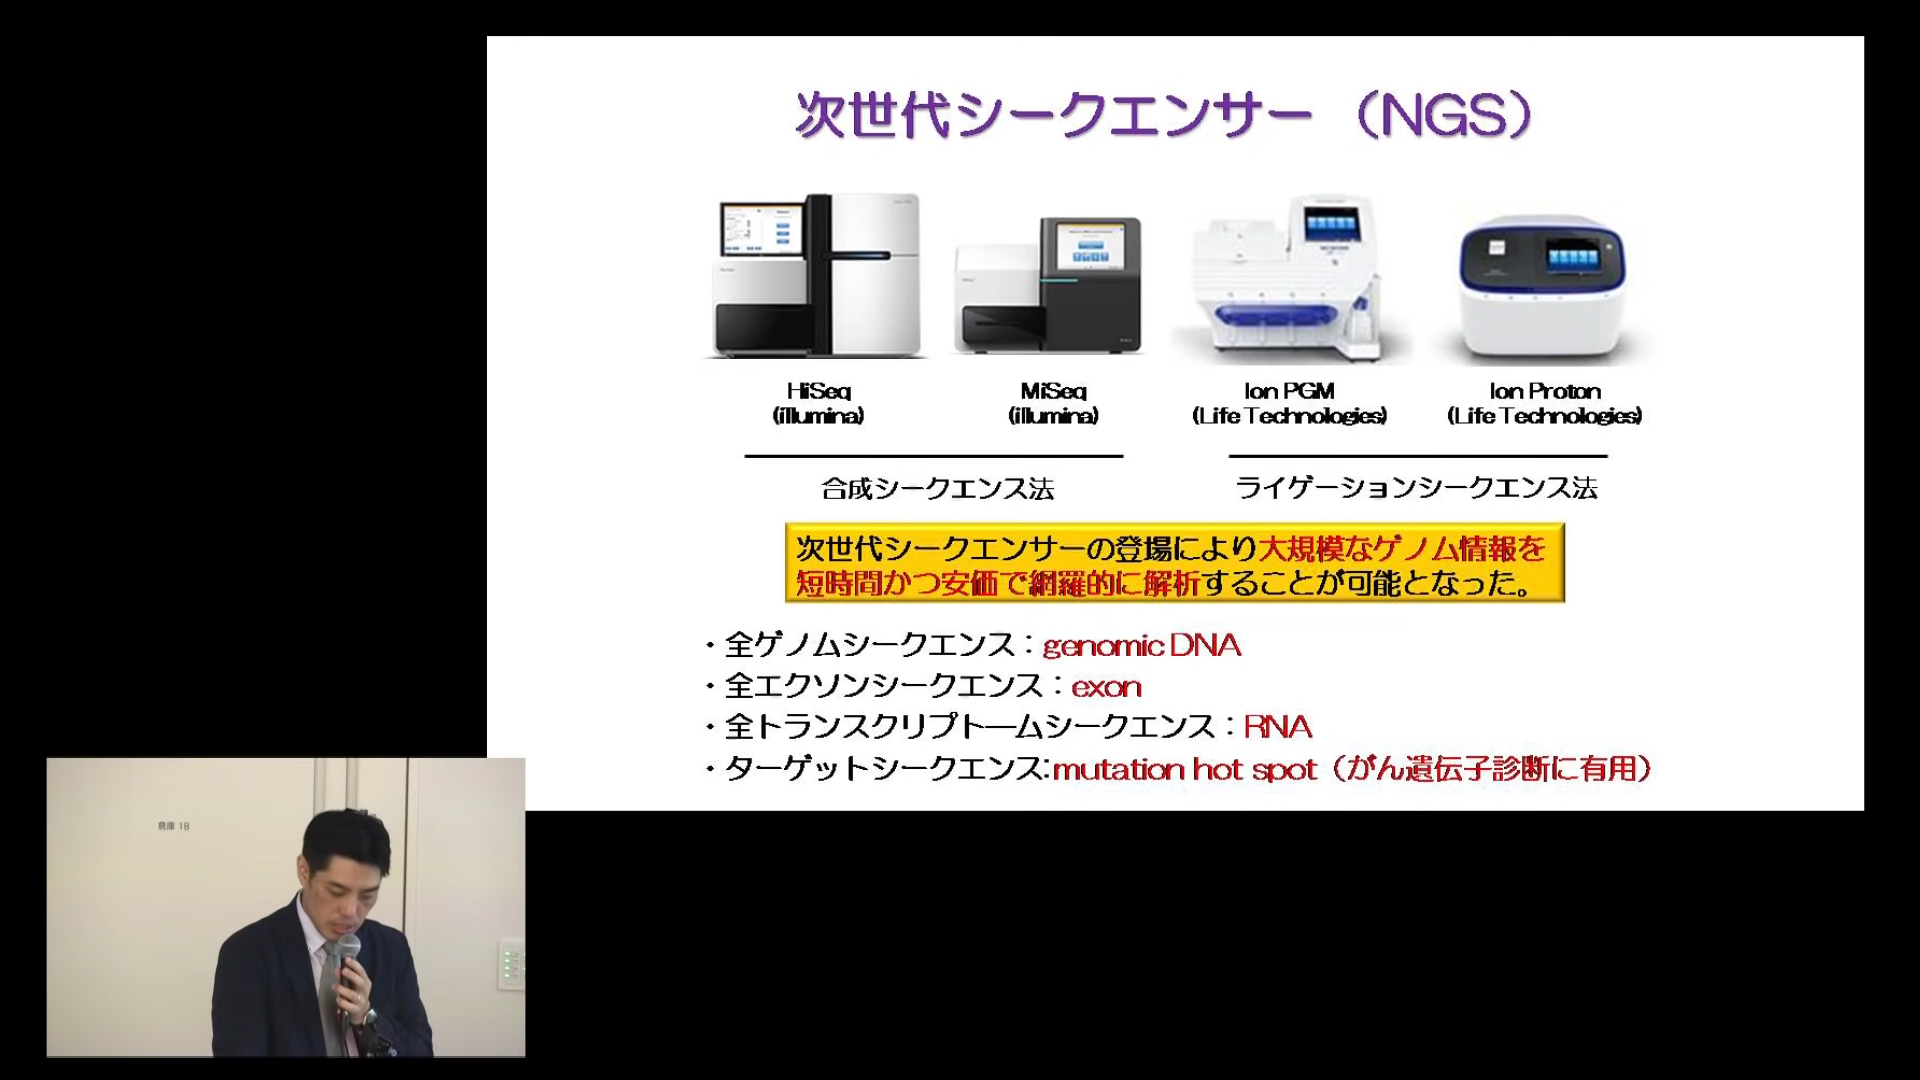 次世代シークエンサー（NGS）
HiSeq
(illumina)
MiSeq
(illumina)
Ion PGM
(Life Technologies)
Ion Proton
(Life Technologies)
合成シークエンス法
ライゲーションシークエンス法
次世代シークエンサーの登場により大規模なゲノム情報を
短時間かつ安価で網羅的に解析することが可能となった。
・全ゲノムシークエンス：genomic DNA
・全エクソンシークエンス：exon
・全トランスクリプト―ムシークエンス：RNA
・ターゲットシークエンス:mutation hot spot（がん遺伝子診断に有用）
倉庫 1B